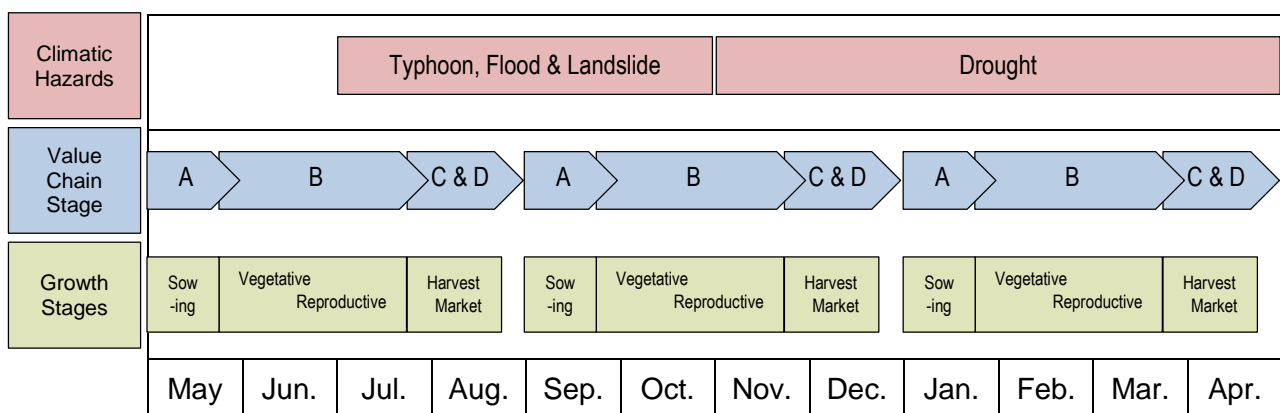 Climatic
Hazards
Typhoon, Flood & Landslide
Drought
Value
Chain
Stage
A
B
C & D
A
B
C & D
A
B
C & D
Growth
Stages
Sow
-ing
Vegetative
Reproductive
Harvest
Market
Sow
-ing
Vegetative
Reproductive
Harvest
Market
Sow
-ing
Vegetative
Reproductive
Harvest
Market
May
Jun.
Jul.
Aug.
Sep.
Oct.
Nov.
Dec.
Jan.
Feb.
Mar.
Apr.